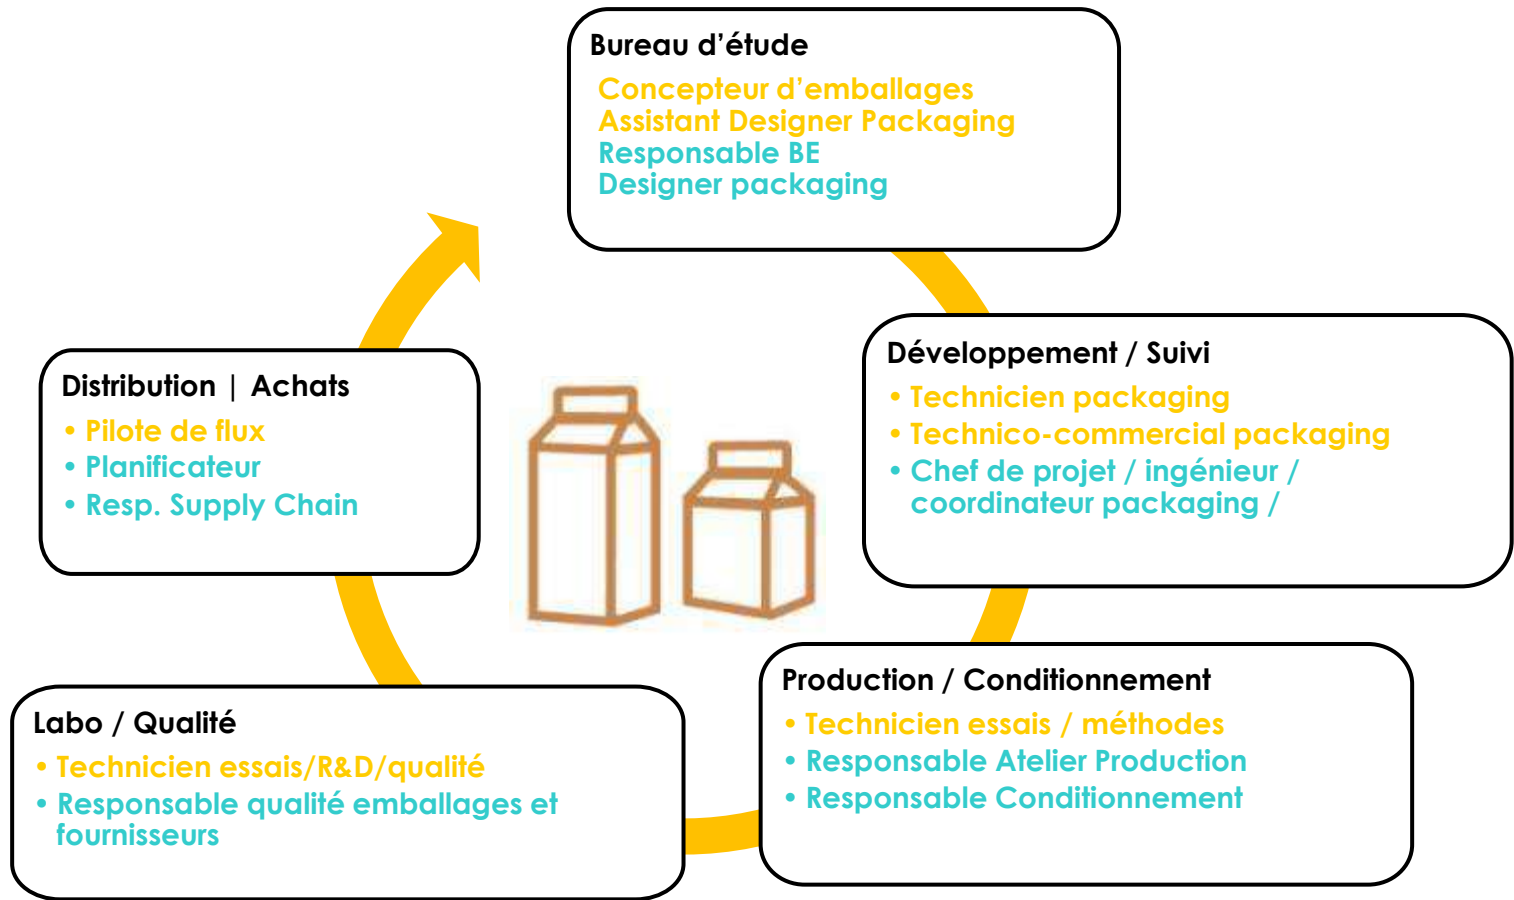 Bureau d’étude
Concepteur d’emballages
Assistant Designer Packaging
Responsable BE
Designer packaging
Développement / Suivi
• Technicien packaging
• Technico-commercial packaging
• Chef de projet / ingénieur /
coordinateur packaging /
Production / Conditionnement
• Technicien essais / méthodes
• Responsable Atelier Production
• Responsable Conditionnement
Labo / Qualité
• Technicien essais/R&D/qualité
• Responsable qualité emballages et
fournisseurs
Distribution | Achats
• Pilote de flux
• Planificateur
• Resp. Supply Chain